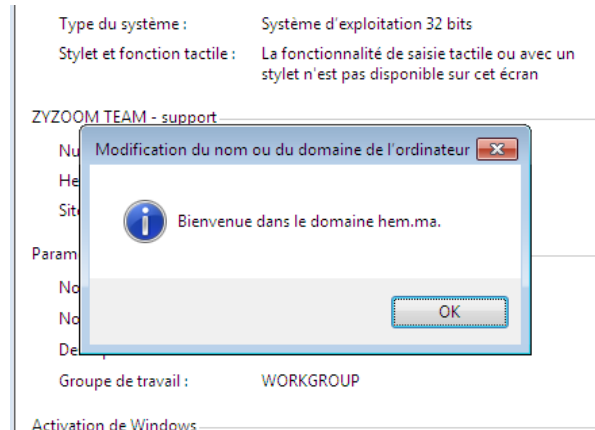 Type du système : Système d'exploitation 32 bits
Stylet et fonction tactile : La fonctionnalité de saisie tactile ou avec un
stylet n'est pas disponible sur cet écran
ZYZOOM TEAM - support
Modification du nom ou du domaine de l'ordinateur
Bienvenue dans le domaine hem.ma.
OK
Groupe de travail : WORKGROUP
Activation de Windows